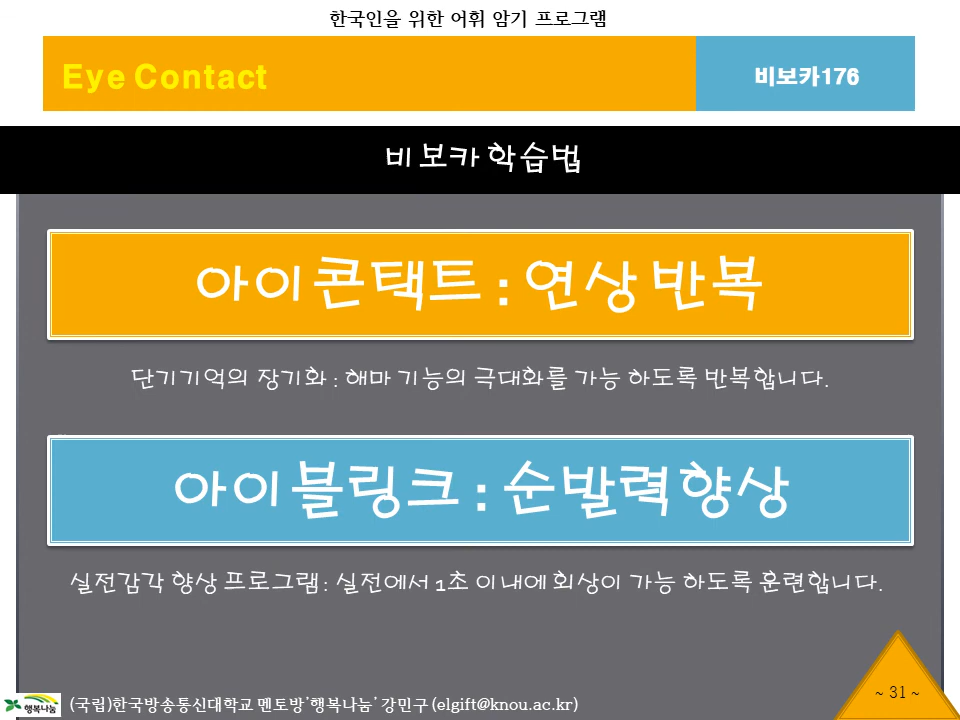 한국인을 위한 어휘 암기 프로그램
Eye Contact
비보카176
비보카 학습법
아이콘택트 : 연상 반복
단기기억의 장기화 : 해마 기능의 극대화를 가능 하도록 반복합니다.
아이블링크 : 순발력향상
실전감각 향상 프로그램 : 실전에서 1초 이내에 회상이 가능 하도록 훈련합니다.
~ 31 ~
행복나눔
(국립)한국방송통신대학교 멘토방'행복나눔' 강민구 (elgift@knou.ac.kr)